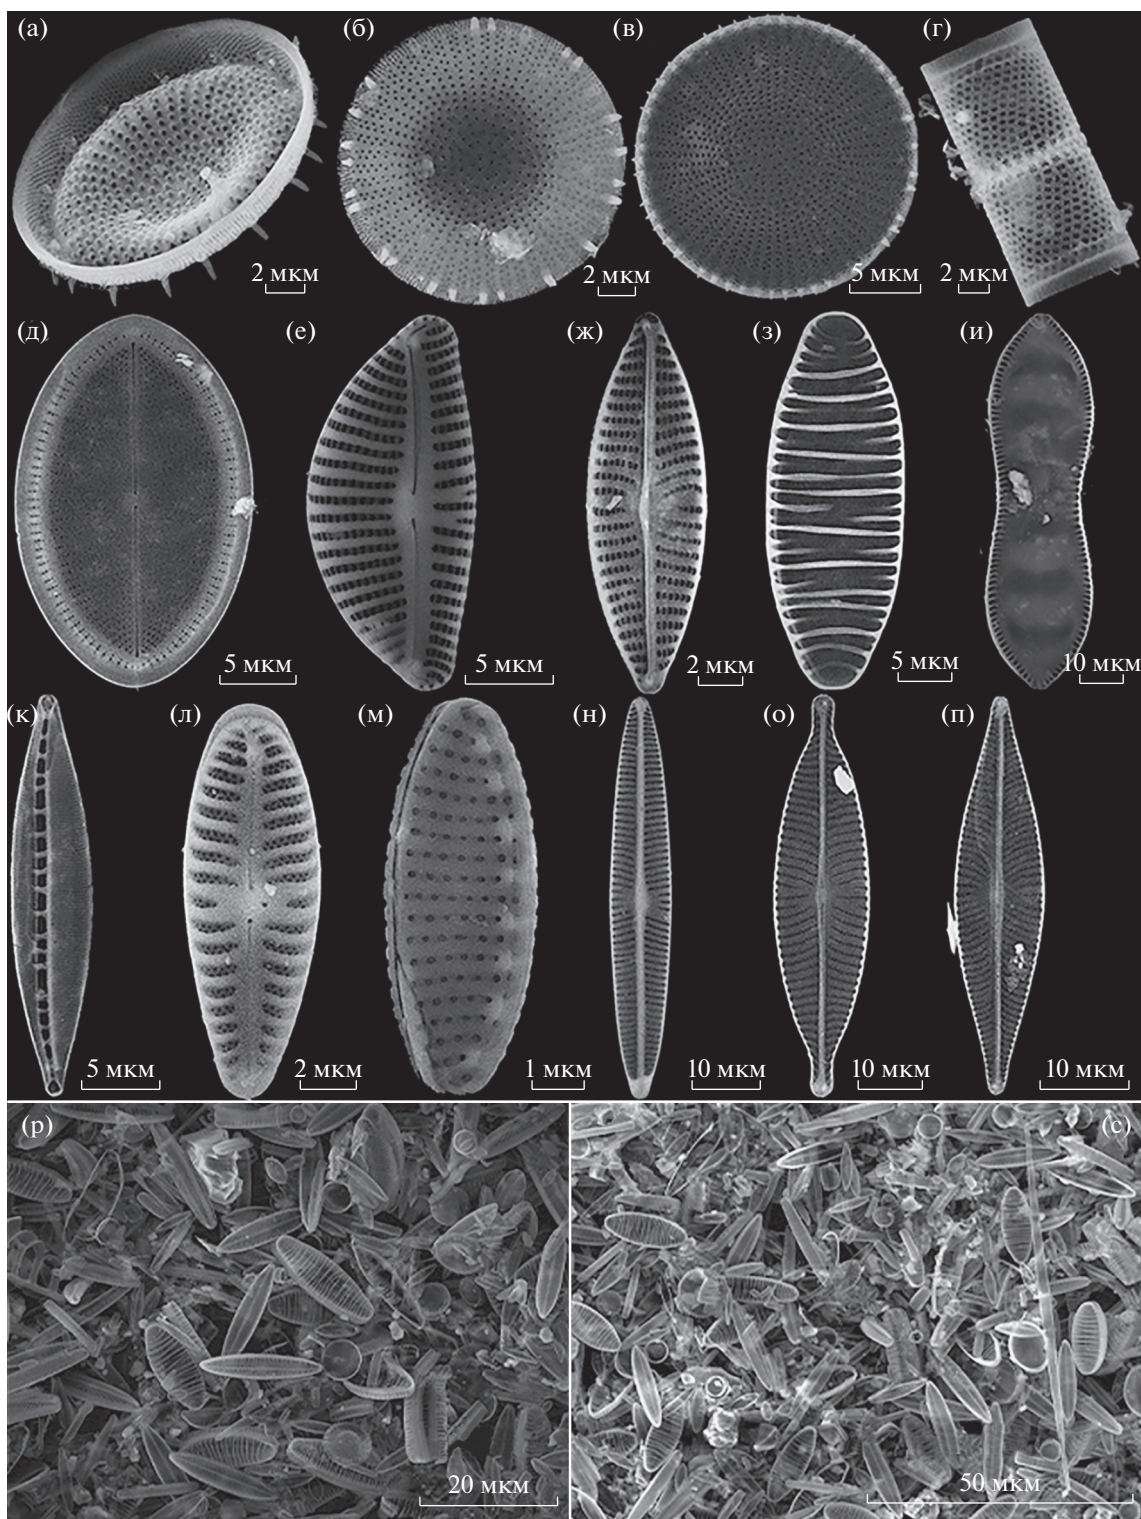 (а) (б) (в) (г)
2 мкм 2 мкм 5 мкм 2 мкм
(д) (е) (ж) (з) (и)
5 мкм 5 мкм 2 мкм 5 мкм 10 мкм
(к) (л) (м) (н) (о) (п)
5 мкм 2 мкм 1 мкм 10 мкм 10 мкм 10 мкм
(р) (с)
20 мкм 50 мкм